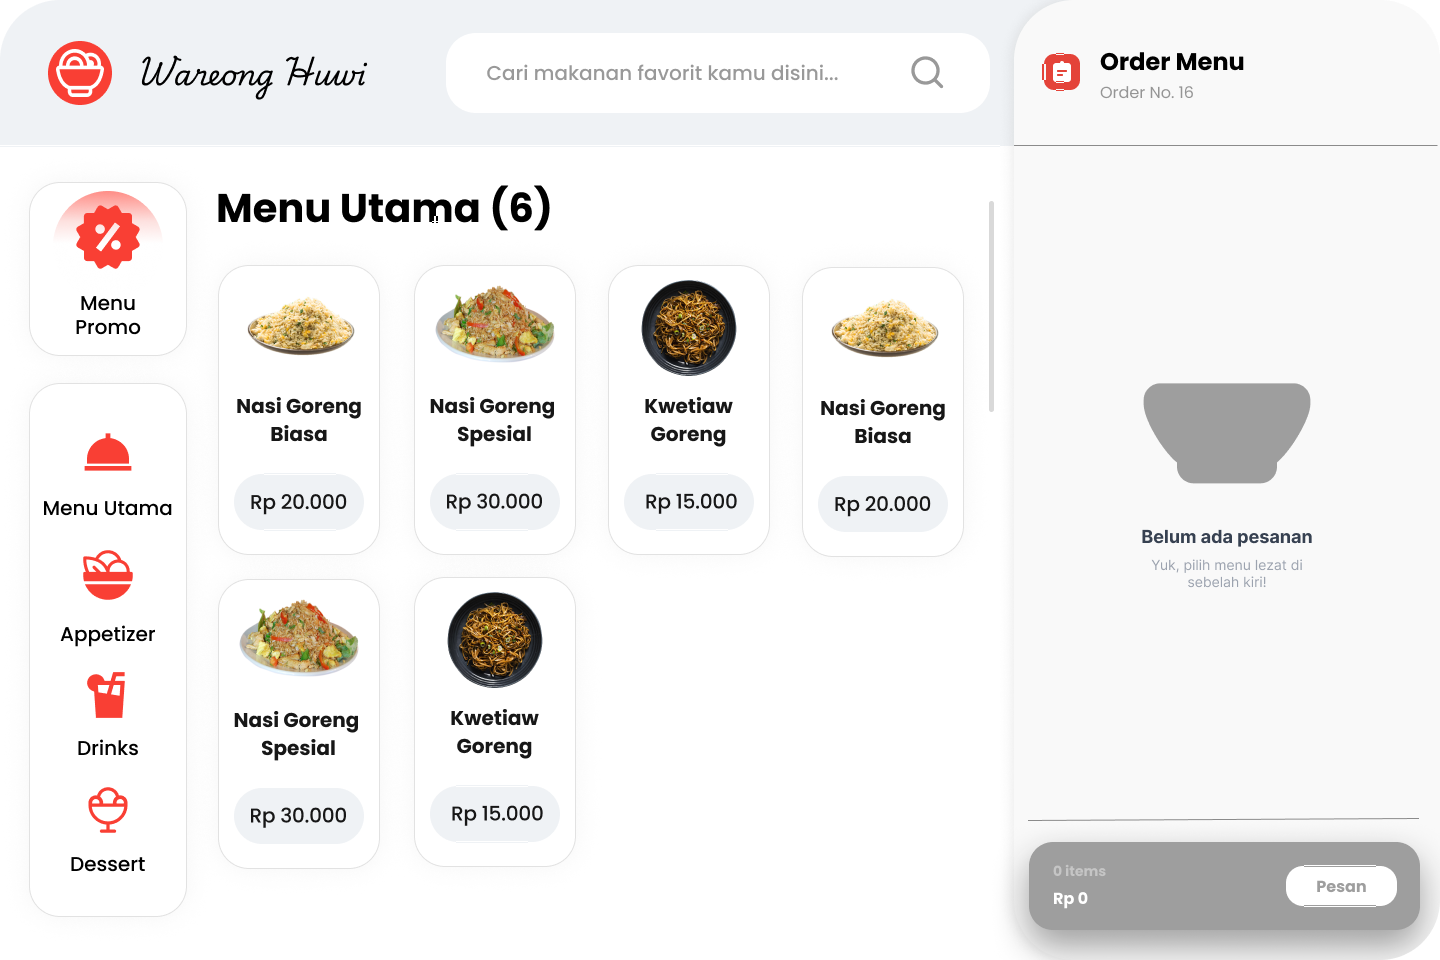 Wareong Huwi
Cari makanan favorit kamu disini...
Order Menu
Order No. 16
Menu
Promo
Menu Utama
Appetizer
Drinks
Dessert
Menu Utama (6)
Nasi Goreng
Biasa
Rp 20.000
Nasi Goreng
Spesial
Rp 30.000
Kwetiaw
Goreng
Rp 15.000
Nasi Goreng
Biasa
Rp 20.000
Nasi Goreng
Spesial
Rp 30.000
Kwetiaw
Goreng
Rp 15.000
Belum ada pesanan
Yuk, pilih menu lezat di
sebelah kiri!
0 items
Rp 0
Pesan